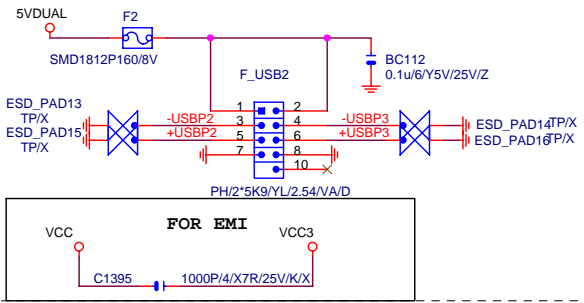 5VDUAL
F2
SMD1812P160/8V
BC112
0.1u/6/Y5V/25V/Z
F_USB2
1 2
ESD_PAD13
TP/X
-USBP2 3 4 -USBP3
ESD_PAD14 TP/X
ESD_PAD15
TP/X
+USBP2 5 6 +USBP3
ESD_PAD16 TP/X
7 8
10
PH/2*5K9/YL/2.54/VA/D
FOR EMI
VCC VCC3
C1395 1000P/4/X7R/25V/K/X